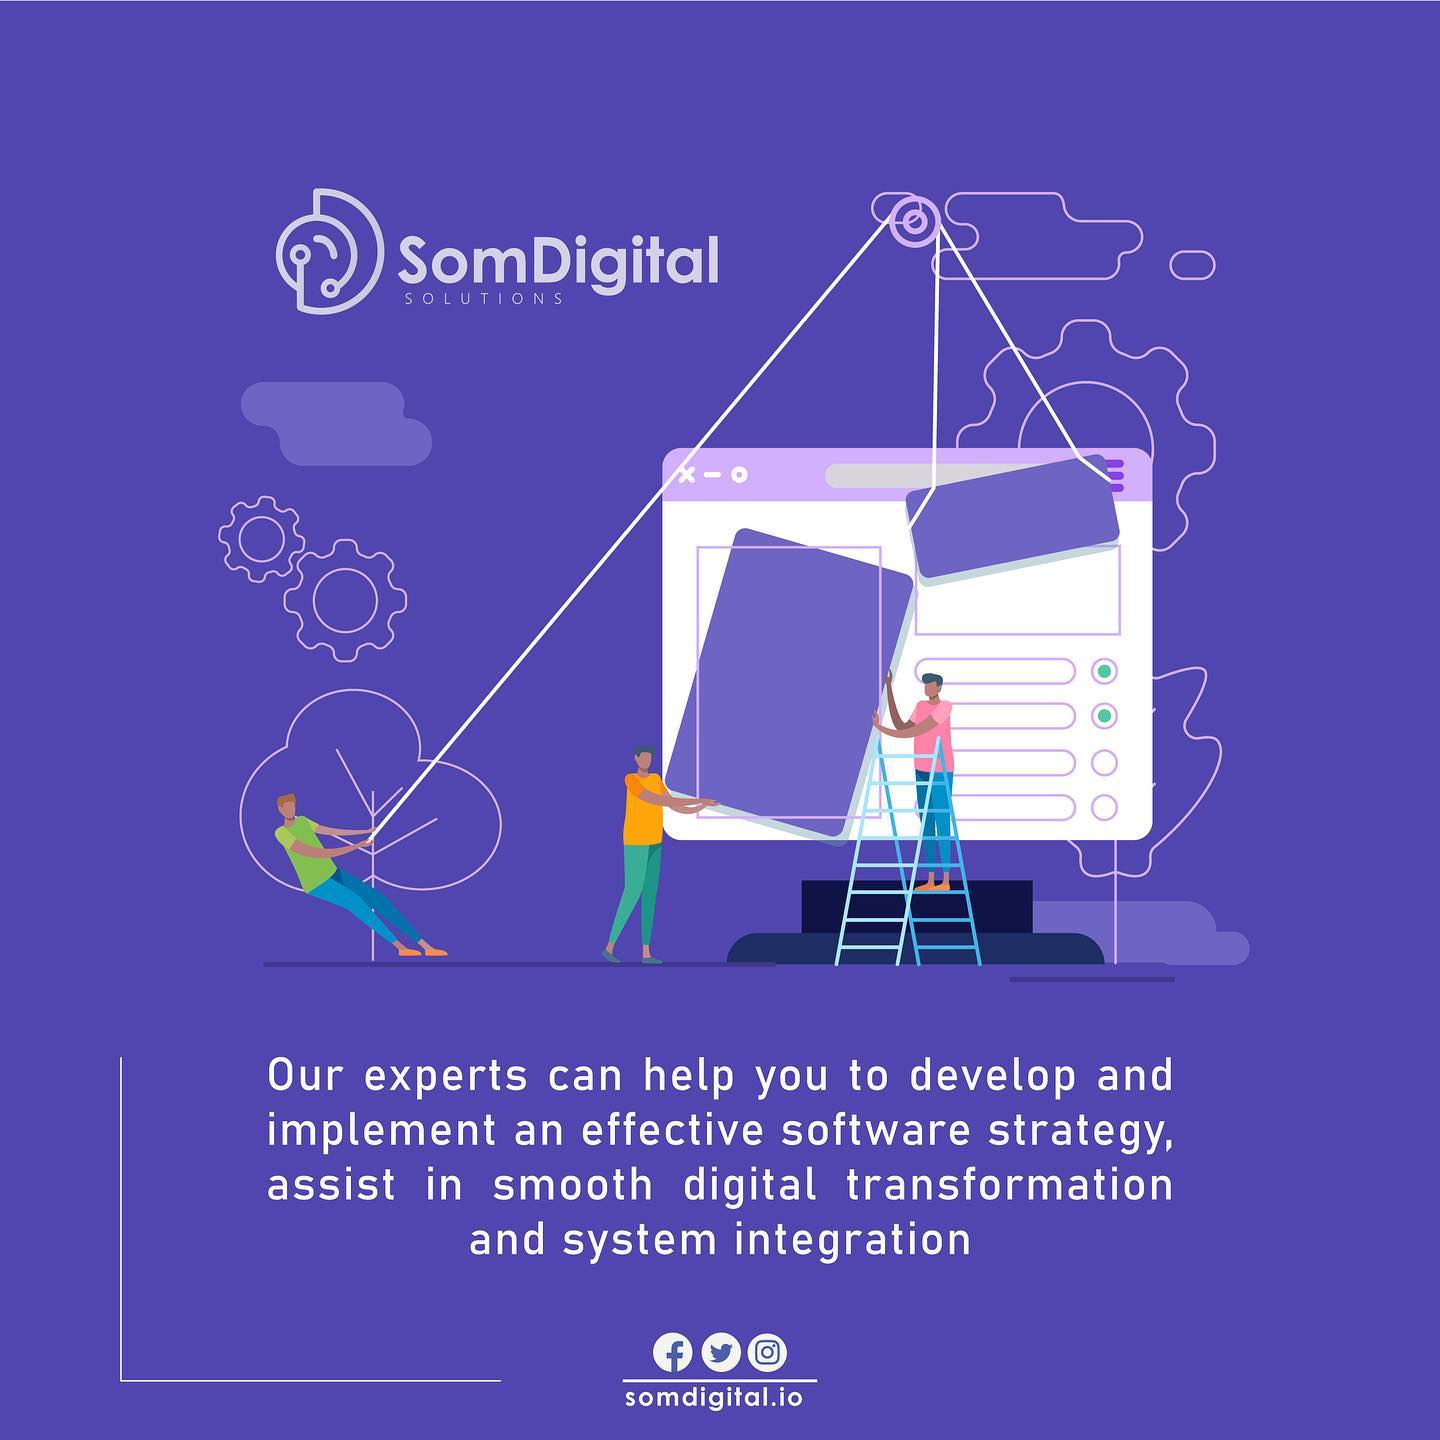 SomDigital
SOLUTIONS
Our experts can help you to develop and
implement an effective software strategy,
assist in smooth digital transformation
and system integration
somdigital.io